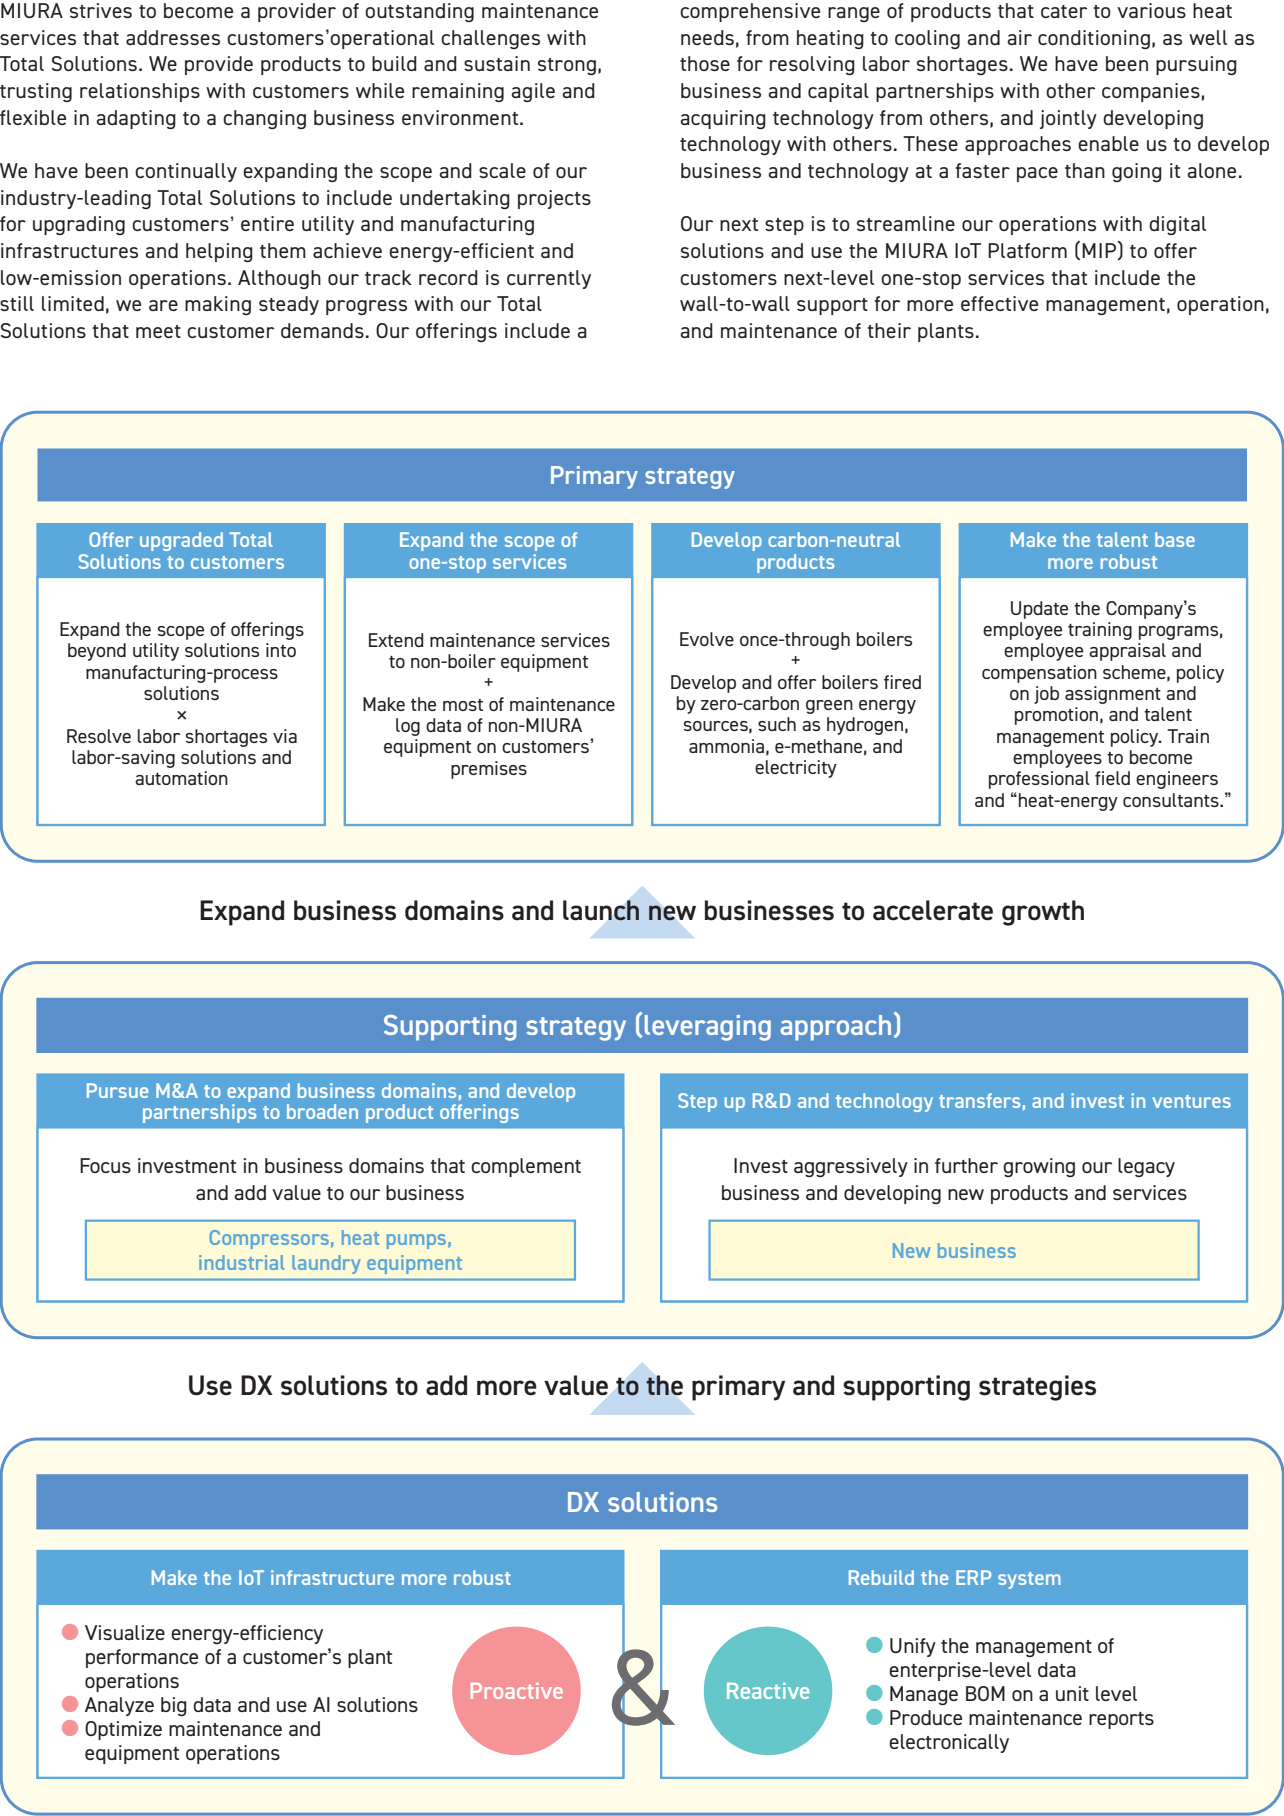 MIURA strives to become a provider of outstanding maintenance
services that addresses customers’operational challenges with
Total Solutions. We provide products to build and sustain strong,
trusting relationships with customers while remaining agile and
flexible in adapting to a changing business environment.
We have been continually expanding the scope and scale of our
industry-leading Total Solutions to include undertaking projects
for upgrading customers’ entire utility and manufacturing
infrastructures and helping them achieve energy-efficient and
low-emission operations. Although our track record is currently
still limited, we are making steady progress with our Total
Solutions that meet customer demands. Our offerings include a
comprehensive range of products that cater to various heat
needs, from heating to cooling and air conditioning, as well as
those for resolving labor shortages. We have been pursuing
business and capital partnerships with other companies,
acquiring technology from others, and jointly developing
technology with others. These approaches enable us to develop
business and technology at a faster pace than going it alone.
Our next step is to streamline our operations with digital
solutions and use the MIURA IoT Platform (MIP) to offer
customers next-level one-stop services that include the
wall-to-wall support for more effective management, operation,
and maintenance of their plants.
Primary strategy
Offer upgraded Total
Solutions to customers
Expand the scope of offerings
beyond utility solutions into
manufacturing-process
solutions
×
Resolve labor shortages via
labor-saving solutions and
automation
Expand the scope of
one-stop services
Extend maintenance services
to non-boiler equipment
+
Make the most of maintenance
log data of non-MIURA
equipment on customers’
premises
Develop carbon-neutral
products
Evolve once-through boilers
+
Develop and offer boilers fired
by zero-carbon green energy
sources, such as hydrogen,
ammonia, e-methane, and
electricity
Make the talent base
more robust
Update the Company’s
employee training programs,
employee appraisal and
compensation scheme, policy
on job assignment and
promotion, and talent
management policy. Train
employees to become
professional field engineers
and “heat-energy consultants.”
Expand business domains and launch new businesses to accelerate growth
Supporting strategy (leveraging approach)
Pursue M&A to expand business domains, and develop
partnerships to broaden product offerings
Focus investment in business domains that complement
and add value to our business
Compressors, heat pumps,
industrial laundry equipment
Step up R&D and technology transfers, and invest in ventures
Invest aggressively in further growing our legacy
business and developing new products and services
New business
Use DX solutions to add more value to the primary and supporting strategies
DX solutions
Make the IoT infrastructure more robust
● Visualize energy-efficiency
performance of a customer’s plant
operations
● Analyze big data and use AI solutions
● Optimize maintenance and
equipment operations
Proactive
&
Rebuild the ERP system
Reactive
● Unify the management of
enterprise-level data
● Manage BOM on a unit level
● Produce maintenance reports
electronically